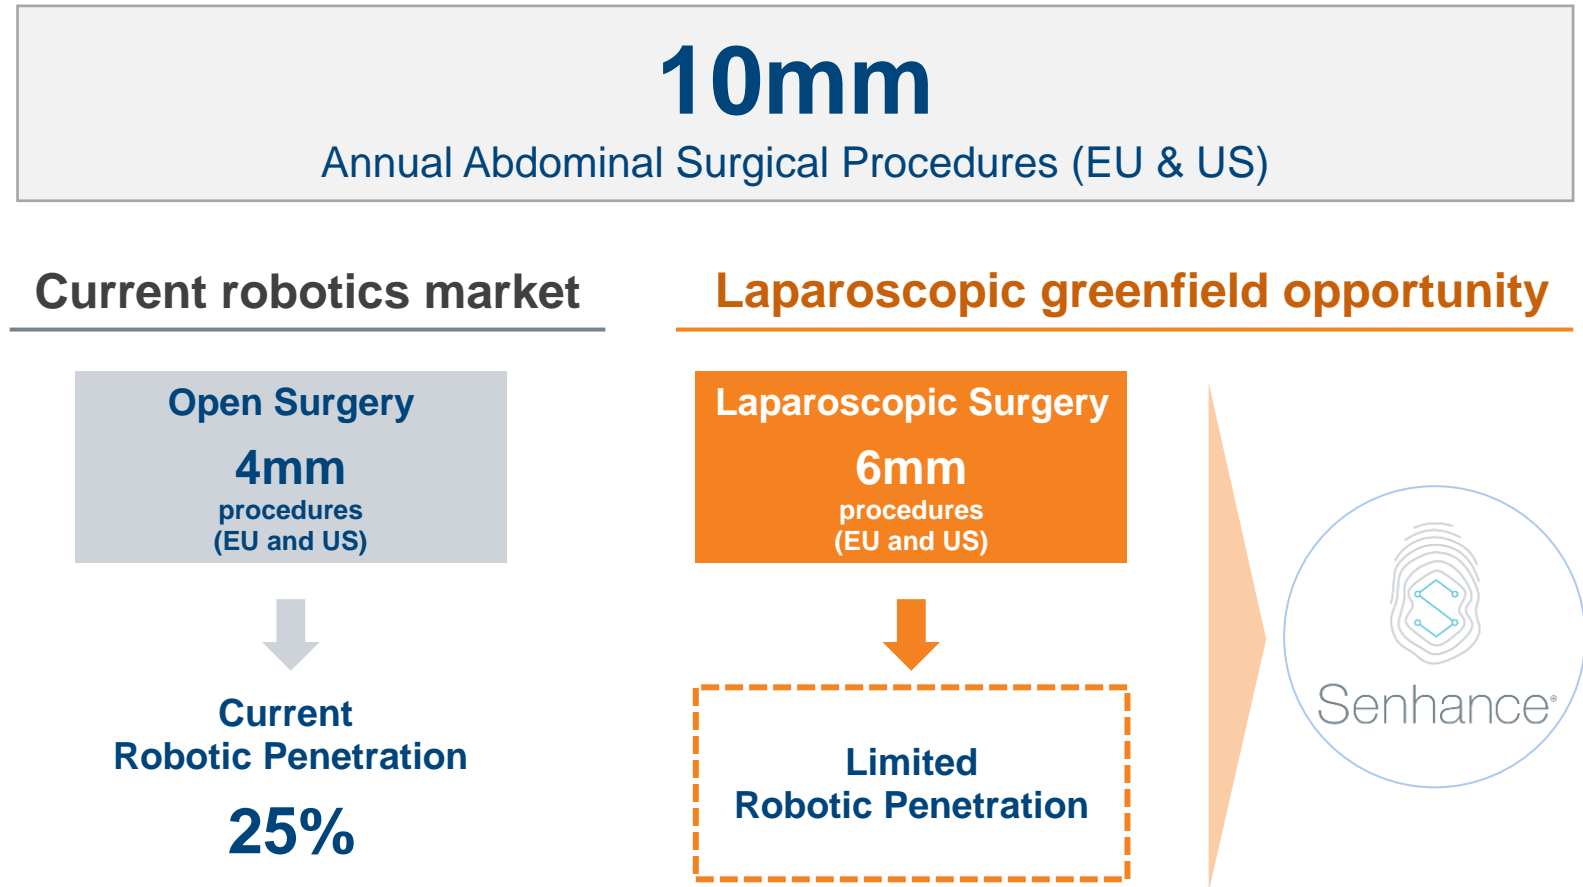 10mm
Annual Abdominal Surgical Procedures (EU & US)
Current robotics market
Laparoscopic greenfield opportunity
Open Surgery
4mm
procedures
(EU and US)
Laparoscopic Surgery
6mm
procedures
(EU and US)
Current
Robotic Penetration
25%
Limited
Robotic Penetration
Senhance®